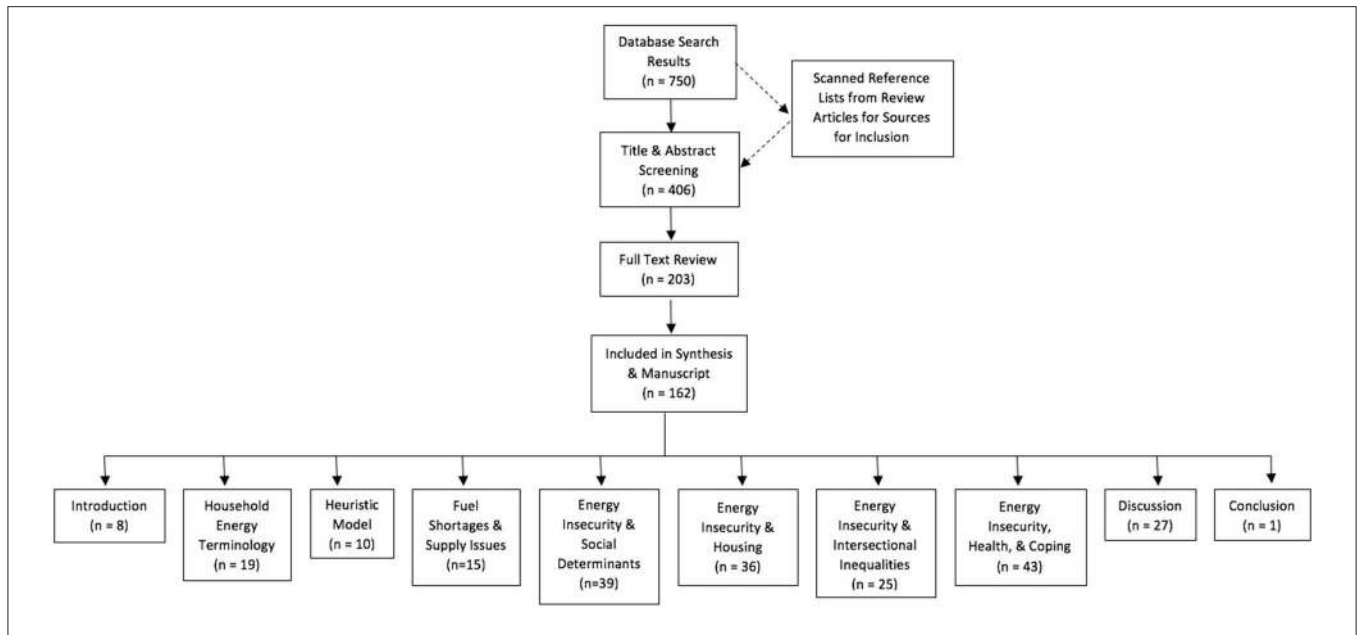 Database Search
Results
(n = 750)
Scanned Reference
Lists from Review
Articles for Sources
for Inclusion
Title & Abstract
Screening
(n = 406)
Full Text Review
(n = 203)
Included in Synthesis
& Manuscript
(n = 162)
Introduction
(n = 8)
Household
Energy
Terminology
(n = 19)
Heuristic
Model
(n = 10)
Fuel
Shortages &
Supply Issues
(n=15)
Energy
Insecurity &
Social
Determinants
(n=39)
Energy
Insecurity
& Housing
(n = 36)
Energy
Insecurity &
Intersectional
Inequalities
(n = 25)
Energy
Insecurity,
Health, & Coping
(n = 43)
Discussion
(n = 27)
Conclusion
(n = 1)